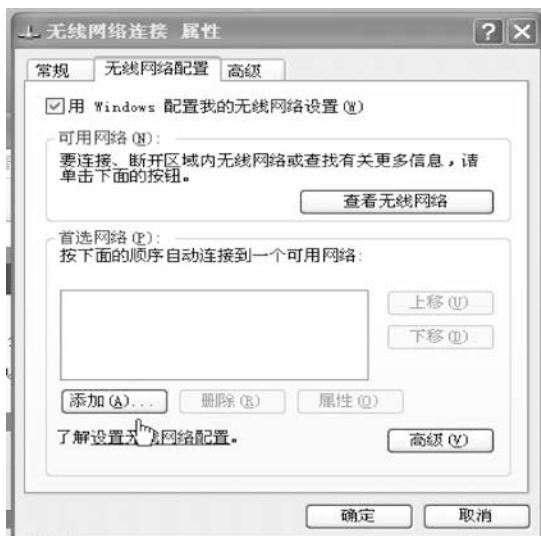 无线网络连接 属性
常规 无线网络配置 高级
用 Windows 配置我的无线网络设置(W)
可用网络(N):
要连接、断开区域内无线网络或查找有关更多信息，请
单击下面的按钮。
查看无线网络
首选网络(P):
按下面的顺序自动连接到一个可用网络:
上移(U)
下移(D)
添加(A)... 删除(R) 属性(O)
了解设置无线网络配置。
高级(V)
确定 取消